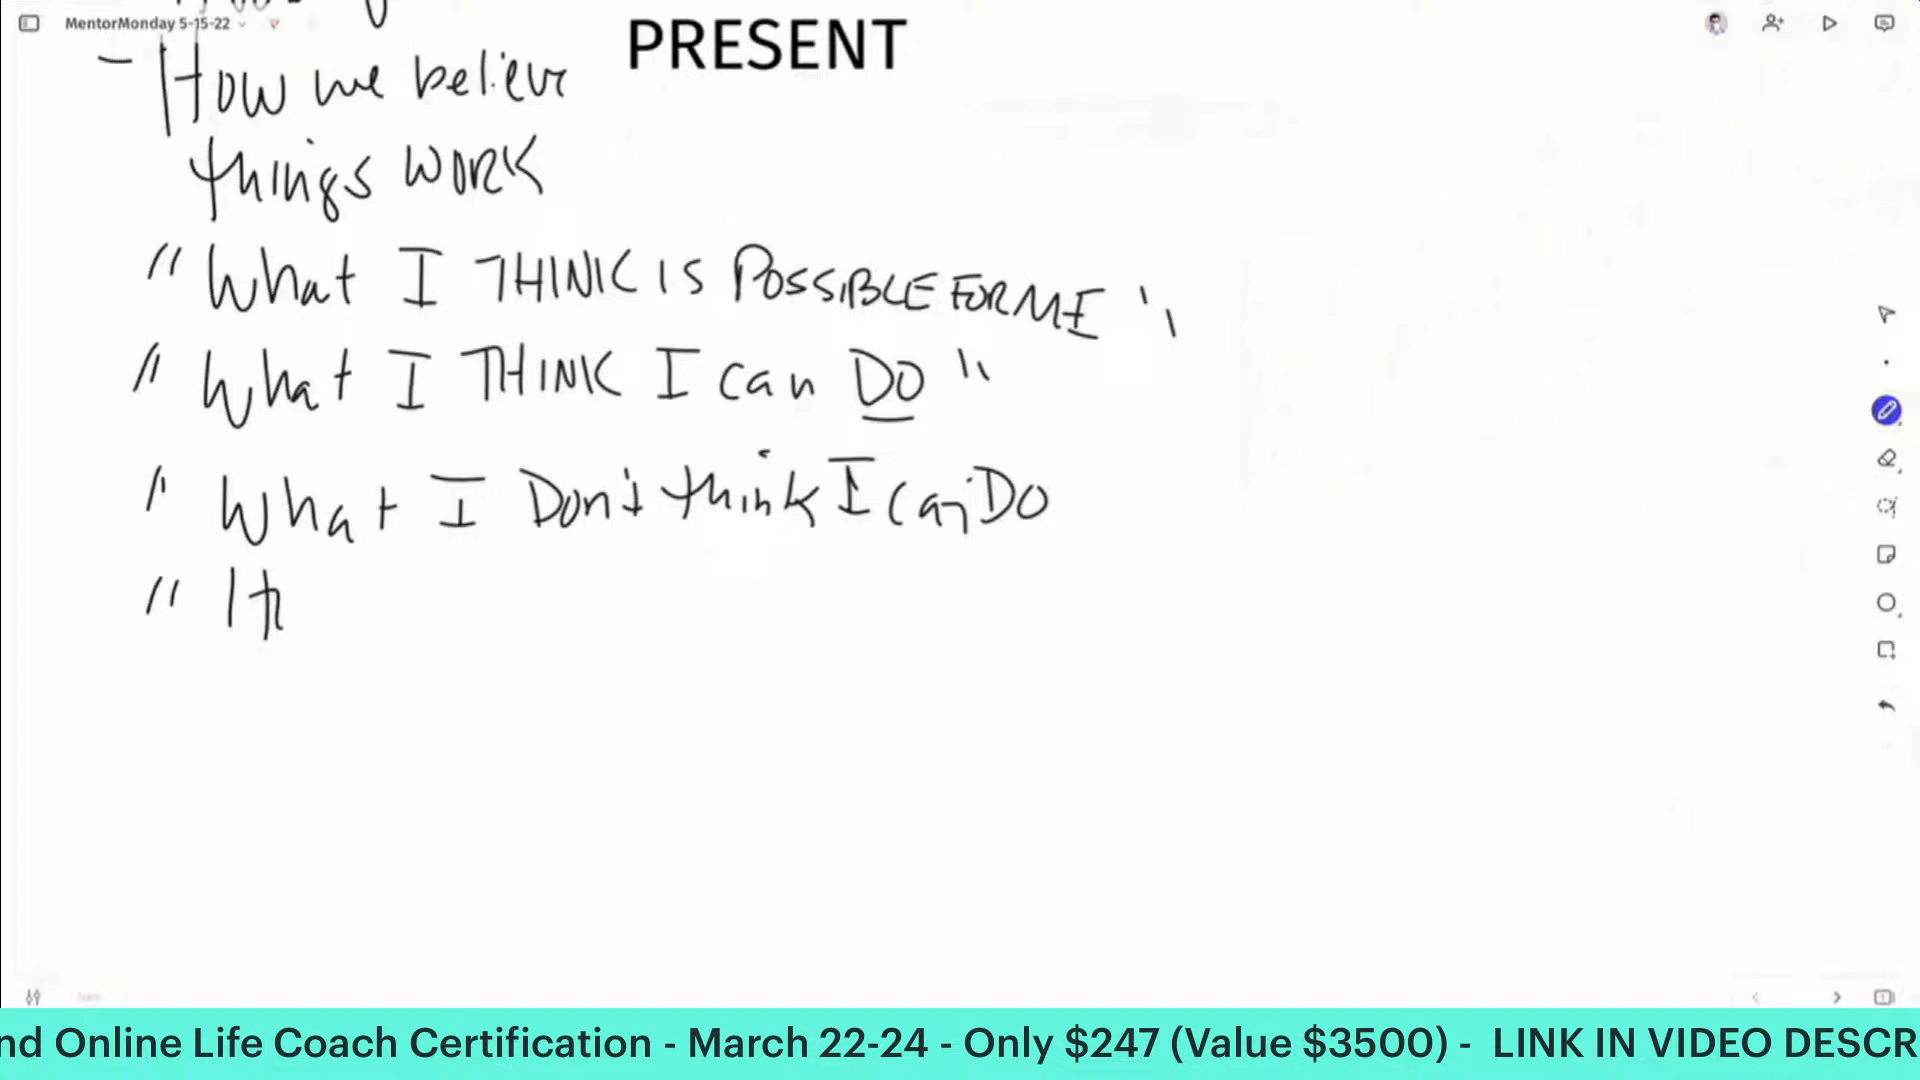 MentorMonday 5-15-22
PRESENT
- How we believe
things WORK
"What I THINK IS POSSIBLE FOR ME"
"What I THINK I can DO"
" What I Don't think I can DO
"
nd Online Life Coach Certification - March 22-24 - Only $247 (Value $3500) - LINK IN VIDEO DESCR